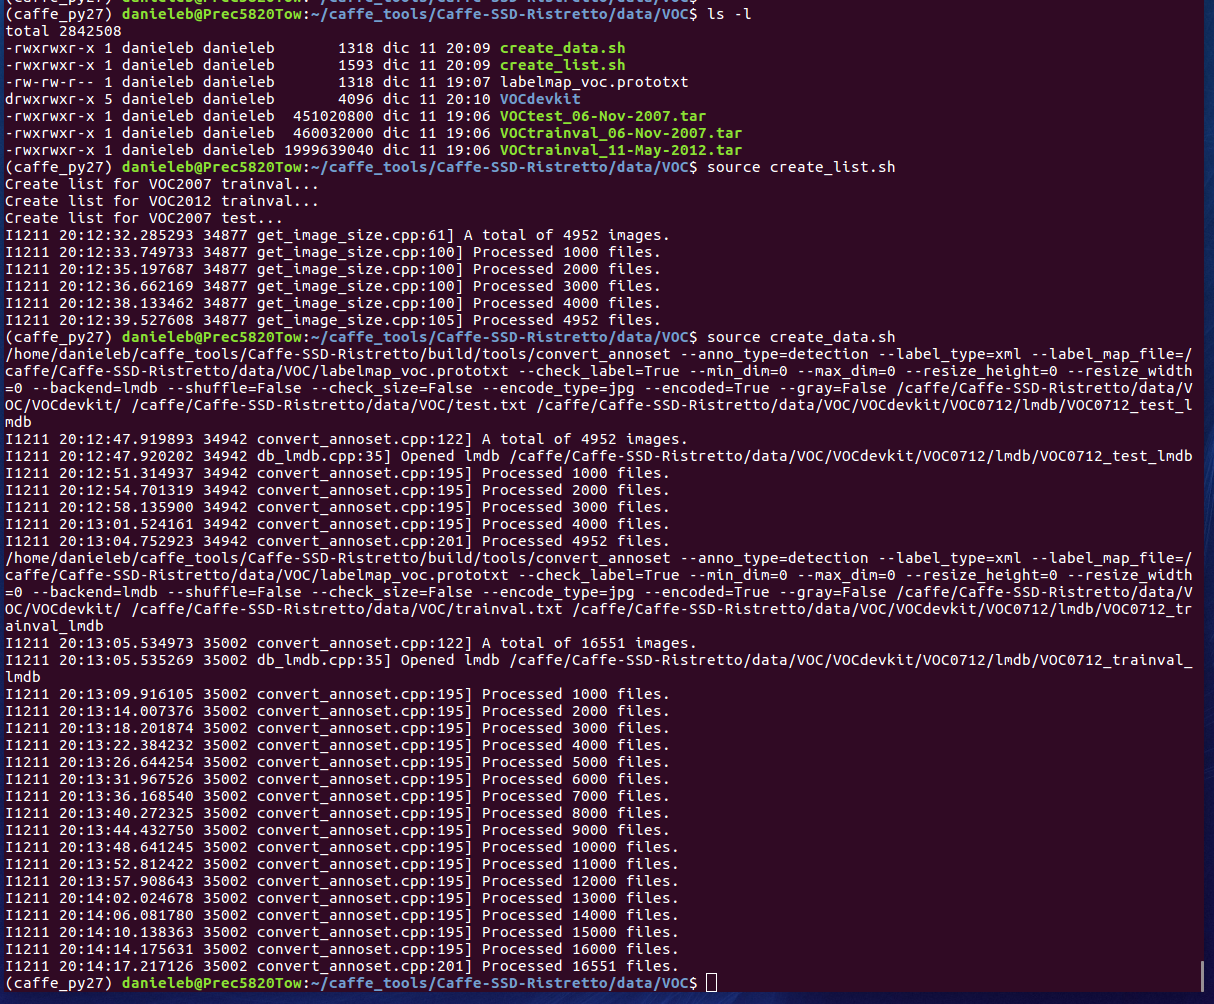 (caffe_py27) danieleb@Prec5820Tow:~/caffe_tools/Caffe-SSD-Ristretto/data/VOC$
(caffe_py27) danieleb@Prec5820Tow:~/caffe_tools/Caffe-SSD-Ristretto/data/VOC$ ls -l
total 2842508
-rwxrwxr-x 1 danieleb danieleb       1318 dic 11 20:09 create_data.sh
-rwxrwxr-x 1 danieleb danieleb       1593 dic 11 20:09 create_list.sh
-rw-rw-r-- 1 danieleb danieleb       1318 dic 11 19:07 labelmap_voc.prototxt
drwxrwxr-x 5 danieleb danieleb       4096 dic 11 20:10 VOCdevkit
-rwxrwxr-x 1 danieleb danieleb  451020800 dic 11 19:06 VOCtest_06-Nov-2007.tar
-rwxrwxr-x 1 danieleb danieleb  460032000 dic 11 19:06 VOCtrainval_06-Nov-2007.tar
-rwxrwxr-x 1 danieleb danieleb 1999639040 dic 11 19:06 VOCtrainval_11-May-2012.tar
(caffe_py27) danieleb@Prec5820Tow:~/caffe_tools/Caffe-SSD-Ristretto/data/VOC$ source create_list.sh
Create list for VOC2007 trainval...
Create list for VOC2012 trainval...
Create list for VOC2007 test...
I1211 20:12:32.285293 34877 get_image_size.cpp:61] A total of 4952 images.
I1211 20:12:33.749733 34877 get_image_size.cpp:100] Processed 1000 files.
I1211 20:12:35.197687 34877 get_image_size.cpp:100] Processed 2000 files.
I1211 20:12:36.662169 34877 get_image_size.cpp:100] Processed 3000 files.
I1211 20:12:38.133462 34877 get_image_size.cpp:100] Processed 4000 files.
I1211 20:12:39.527608 34877 get_image_size.cpp:105] Processed 4952 files.
(caffe_py27) danieleb@Prec5820Tow:~/caffe_tools/Caffe-SSD-Ristretto/data/VOC$ source create_data.sh
/home/danieleb/caffe_tools/Caffe-SSD-Ristretto/build/tools/convert_annoset --anno_type=detection --label_type=xml --label_map_file=/
caffe/Caffe-SSD-Ristretto/data/VOC/labelmap_voc.prototxt --check_label=True --min_dim=0 --max_dim=0 --resize_height=0 --resize_width
=0 --backend=lmdb --shuffle=False --check_size=False --encode_type=jpg --encoded=True --gray=False /caffe/Caffe-SSD-Ristretto/data/V
OC/VOCdevkit/ /caffe/Caffe-SSD-Ristretto/data/VOC/test.txt /caffe/Caffe-SSD-Ristretto/data/VOC/VOCdevkit/VOC0712/lmdb/VOC0712_test_l
mdb
I1211 20:12:47.919893 34942 convert_annoset.cpp:122] A total of 4952 images.
I1211 20:12:47.920202 34942 db_lmdb.cpp:35] Opened lmdb /caffe/Caffe-SSD-Ristretto/data/VOC/VOCdevkit/VOC0712/lmdb/VOC0712_test_lmdb
I1211 20:12:51.314937 34942 convert_annoset.cpp:195] Processed 1000 files.
I1211 20:12:54.701319 34942 convert_annoset.cpp:195] Processed 2000 files.
I1211 20:12:58.135900 34942 convert_annoset.cpp:195] Processed 3000 files.
I1211 20:13:01.524161 34942 convert_annoset.cpp:195] Processed 4000 files.
I1211 20:13:04.752923 34942 convert_annoset.cpp:201] Processed 4952 files.
/home/danieleb/caffe_tools/Caffe-SSD-Ristretto/build/tools/convert_annoset --anno_type=detection --label_type=xml --label_map_file=/
caffe/Caffe-SSD-Ristretto/data/VOC/labelmap_voc.prototxt --check_label=True --min_dim=0 --max_dim=0 --resize_height=0 --resize_width
=0 --backend=lmdb --shuffle=False --check_size=False --encode_type=jpg --encoded=True --gray=False /caffe/Caffe-SSD-Ristretto/data/V
OC/VOCdevkit/ /caffe/Caffe-SSD-Ristretto/data/VOC/trainval.txt /caffe/Caffe-SSD-Ristretto/data/VOC/VOCdevkit/VOC0712/lmdb/VOC0712_tr
ainval_lmdb
I1211 20:13:05.534973 35002 convert_annoset.cpp:122] A total of 16551 images.
I1211 20:13:05.535269 35002 db_lmdb.cpp:35] Opened lmdb /caffe/Caffe-SSD-Ristretto/data/VOC/VOCdevkit/VOC0712/lmdb/VOC0712_trainval_
lmdb
I1211 20:13:09.916105 35002 convert_annoset.cpp:195] Processed 1000 files.
I1211 20:13:14.007376 35002 convert_annoset.cpp:195] Processed 2000 files.
I1211 20:13:18.201874 35002 convert_annoset.cpp:195] Processed 3000 files.
I1211 20:13:22.384232 35002 convert_annoset.cpp:195] Processed 4000 files.
I1211 20:13:26.644254 35002 convert_annoset.cpp:195] Processed 5000 files.
I1211 20:13:31.967526 35002 convert_annoset.cpp:195] Processed 6000 files.
I1211 20:13:36.168540 35002 convert_annoset.cpp:195] Processed 7000 files.
I1211 20:13:40.272325 35002 convert_annoset.cpp:195] Processed 8000 files.
I1211 20:13:44.432750 35002 convert_annoset.cpp:195] Processed 9000 files.
I1211 20:13:48.641245 35002 convert_annoset.cpp:195] Processed 10000 files.
I1211 20:13:52.812422 35002 convert_annoset.cpp:195] Processed 11000 files.
I1211 20:13:57.908643 35002 convert_annoset.cpp:195] Processed 12000 files.
I1211 20:14:02.024678 35002 convert_annoset.cpp:195] Processed 13000 files.
I1211 20:14:06.081780 35002 convert_annoset.cpp:195] Processed 14000 files.
I1211 20:14:10.138363 35002 convert_annoset.cpp:195] Processed 15000 files.
I1211 20:14:14.175631 35002 convert_annoset.cpp:195] Processed 16000 files.
I1211 20:14:17.217126 35002 convert_annoset.cpp:201] Processed 16551 files.
(caffe_py27) danieleb@Prec5820Tow:~/caffe_tools/Caffe-SSD-Ristretto/data/VOC$